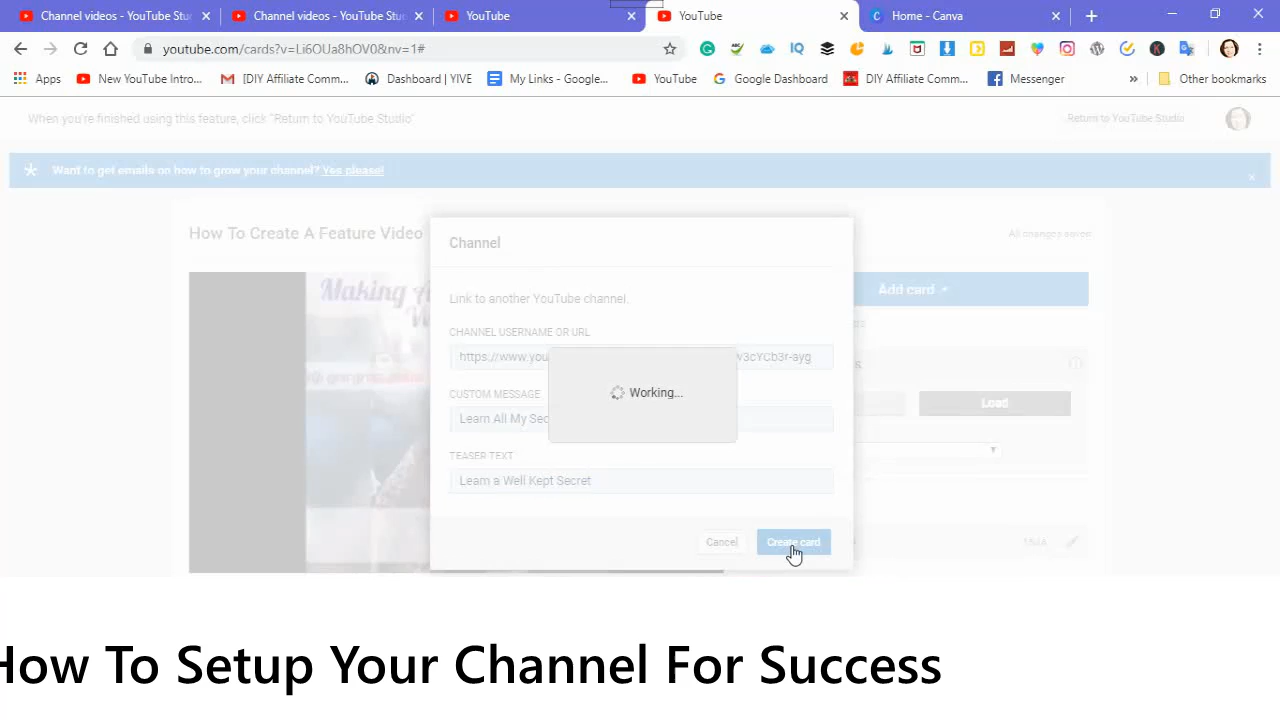 Channel videos - YouTube Stu
Channel videos - YouTube Stu
YouTube
YouTube
Home - Canva
youtube.com/cards?v=Li6OUa8hOV0&nv=1#
Apps
New YouTube Intro...
[DIY Affiliate Comm...
Dashboard | YIVE
My Links - Google...
YouTube
Google Dashboard
DIY Affiliate Comm...
Messenger
»
Other bookmarks
When you're finished using this feature, click "Return to YouTube Studio"
Return to YouTube Studio
Want to get emails on how to grow your channel? Yes please!
How To Create A Feature Video
All changes saved
Channel
Making A
Add card
Link to another YouTube channel.
CHANNEL USERNAME OR URL
https://www.you
v3cYCb3r-ayg
Working...
CUSTOM MESSAGE
Load
Learn All My Sec
TEASER TEXT
Learn a Well Kept Secret
Cancel
Create card
How To Setup Your Channel For Success